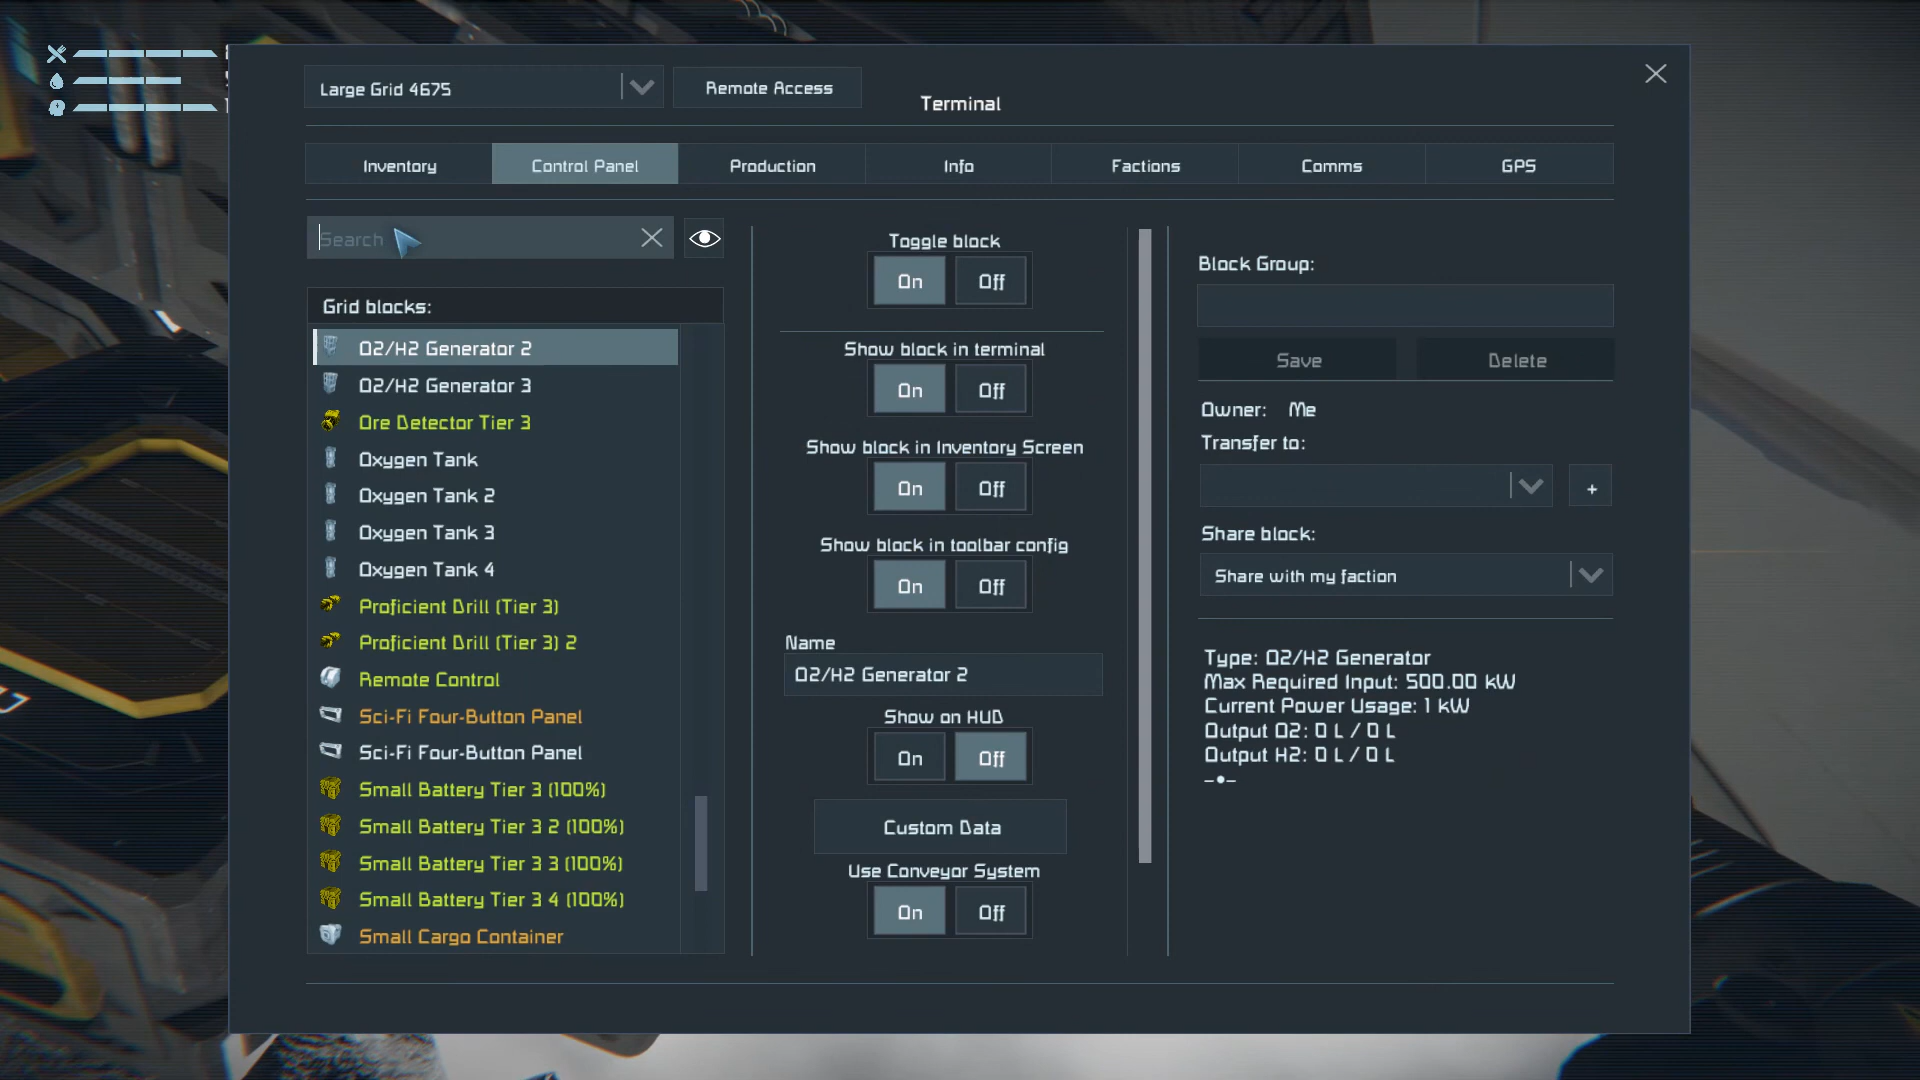 Large Grid 4675
Remote Access
Terminal
Inventory
Control Panel
Production
Info
Factions
Comms
GPS
Search
Grid blocks:
O2/H2 Generator 2
O2/H2 Generator 3
Ore Detector Tier 3
Oxygen Tank
Oxygen Tank 2
Oxygen Tank 3
Oxygen Tank 4
Proficient Drill (Tier 3)
Proficient Drill (Tier 3) 2
Remote Control
Sci-Fi Four-Button Panel
Sci-Fi Four-Button Panel
Small Battery Tier 3 (100%)
Small Battery Tier 3 2 (100%)
Small Battery Tier 3 3 (100%)
Small Battery Tier 3 4 (100%)
Small Cargo Container
Toggle block
On Off
Show block in terminal
On Off
Show block in Inventory Screen
On Off
Show block in toolbar config
On Off
Name
O2/H2 Generator 2
Show on HUD
On Off
Custom Data
Use Conveyor System
On Off
Block Group:
Save
Delete
Owner: Me
Transfer to:
+
Share block:
Share with my faction
Type: O2/H2 Generator
Max Required Input: 500.00 kW
Current Power Usage: 1 kW
Output O2: 0 L / 0 L
Output H2: 0 L / 0 L
–•–